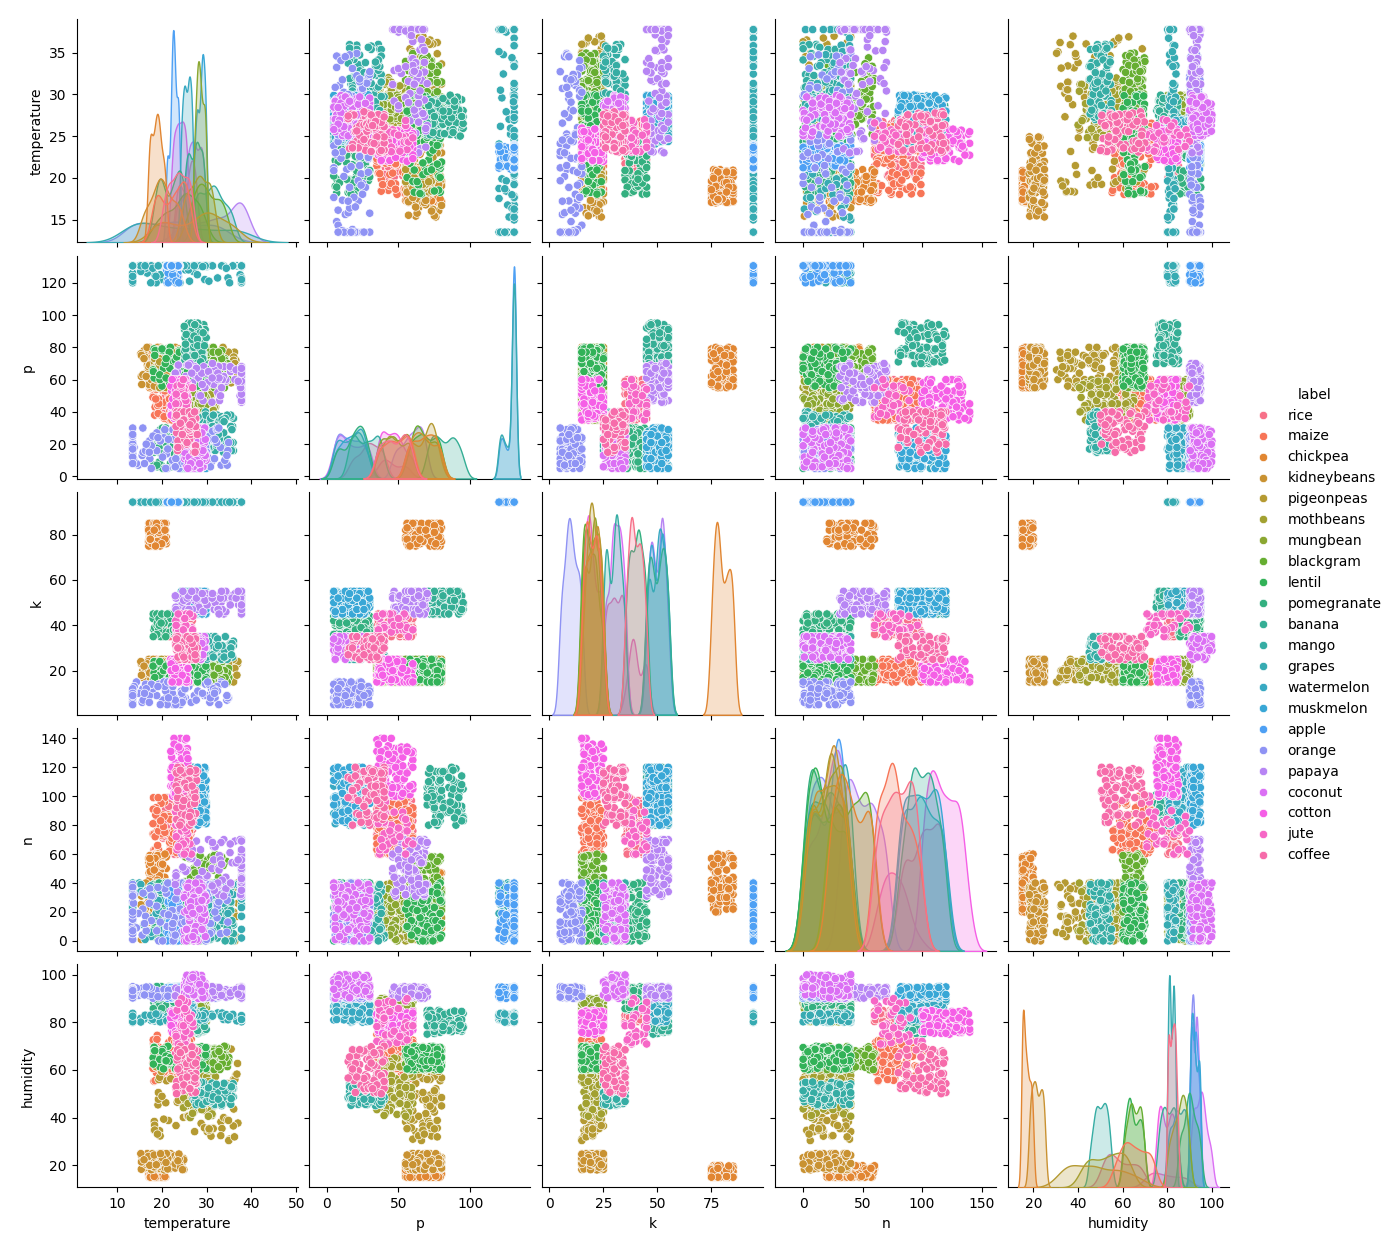 temperature
35
30
25
20
15
p
120
100
80
60
40
20
0
k
80
60
40
20
n
140
120
100
80
60
40
20
0
humidity
100
80
60
40
20
10 20 30 40 50
0 50 100
0 25 50 75
0 50 100 150
20 40 60 80 100
temperature p k n humidity
label
rice
maize
chickpea
kidneybeans
pigeonpeas
mothbeans
mungbean
blackgram
lentil
pomegranate
banana
mango
grapes
watermelon
muskmelon
apple
orange
papaya
coconut
cotton
jute
coffee